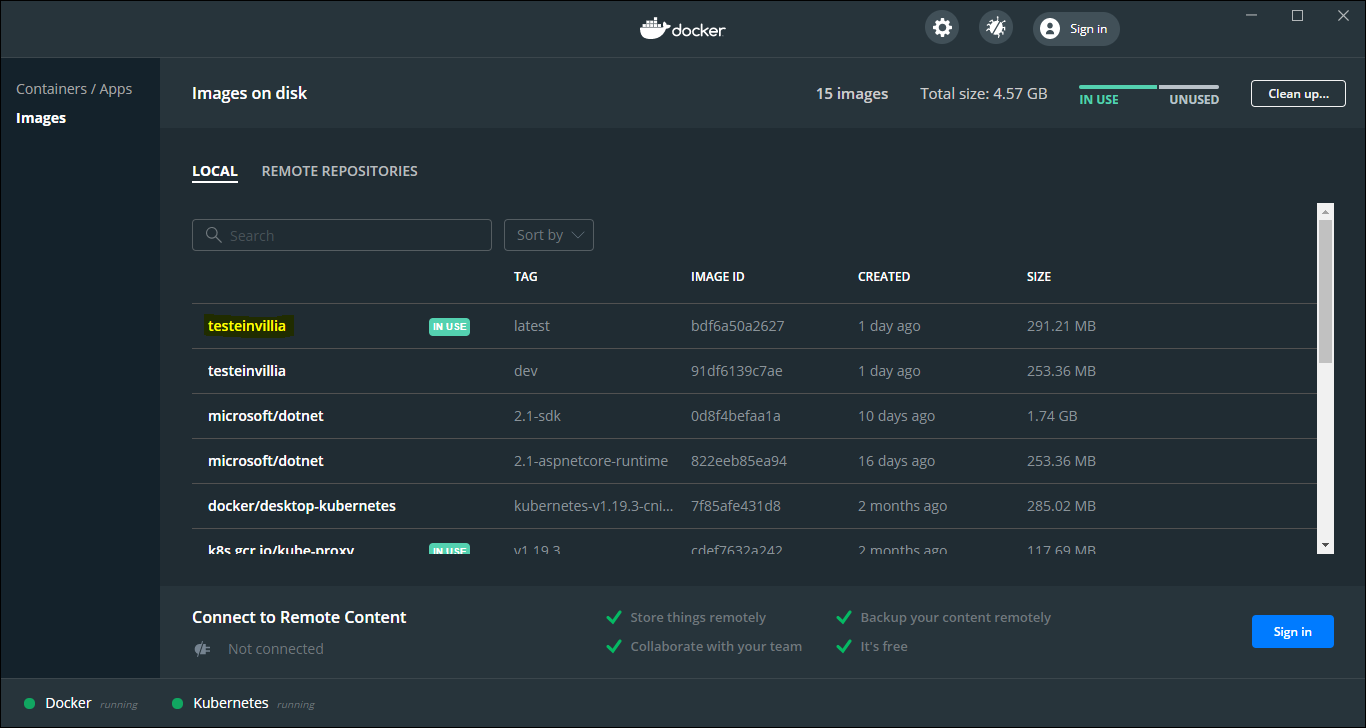 docker
Sign in
Containers / Apps
Images
Images on disk
15 images
Total size: 4.57 GB
IN USE
UNUSED
Clean up...
LOCAL
REMOTE REPOSITORIES
Search
Sort by
TAG IMAGE ID CREATED SIZE
testeinvillia IN USE latest bdf6a50a2627 1 day ago 291.21 MB
testeinvillia dev 91df6139c7ae 1 day ago 253.36 MB
microsoft/dotnet 2.1-sdk 0d8f4befaa1a 10 days ago 1.74 GB
microsoft/dotnet 2.1-aspnetcore-runtime 822eeb85ea94 16 days ago 253.36 MB
docker/desktop-kubernetes kubernetes-v1.19.3-cni... 7f85afe431d8 2 months ago 285.02 MB
k8s.gcr.io/kube-proxy IN USE v1.19.3 cdef7632a242 2 months ago 117.69 MB
Connect to Remote Content
Not connected
Store things remotely
Backup your content remotely
Collaborate with your team
It's free
Sign in
Docker running
Kubernetes running